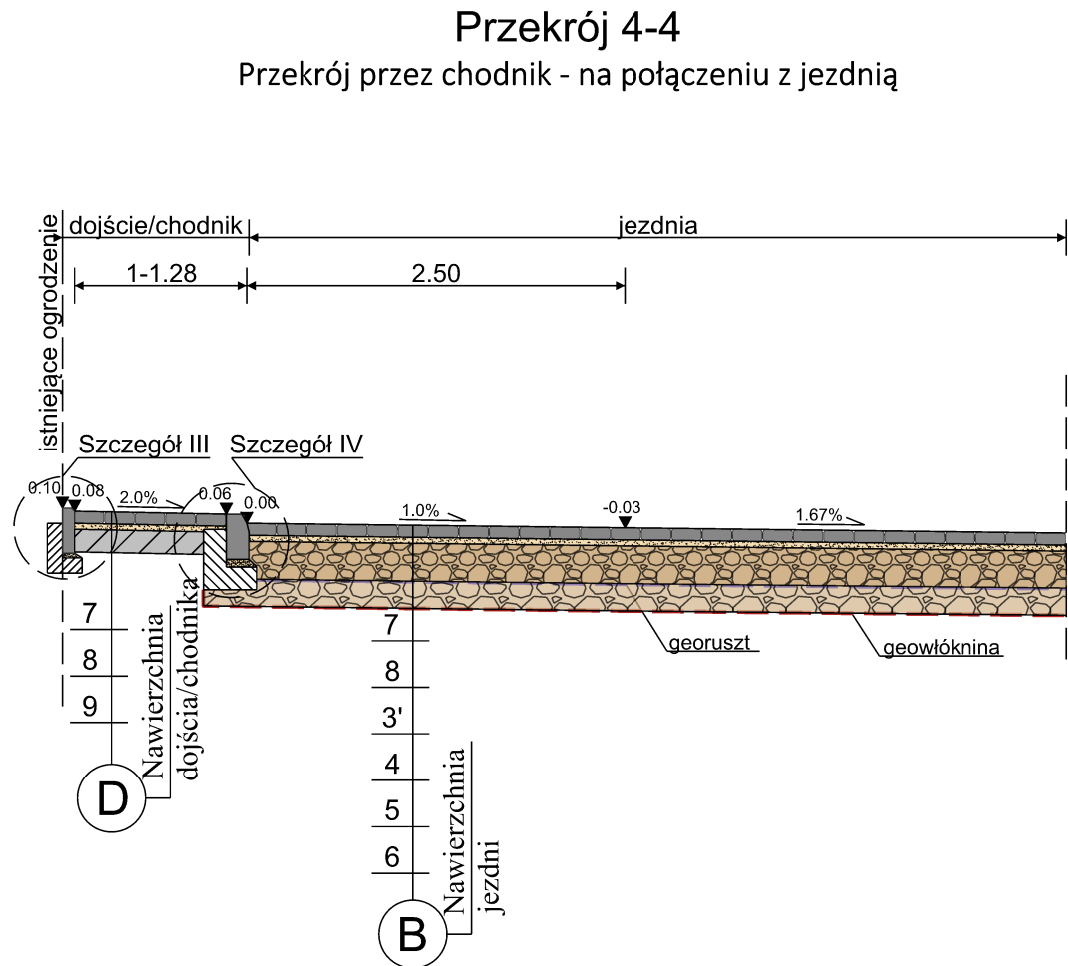 Przekrój 4-4
Przekrój przez chodnik - na połączeniu z jezdnią
istniejące ogrodzenie
dojście/chodnik
jezdnia
1-1.28
2.50
Szczegół III
Szczegół IV
0.10
0.08
2.0%
0.06
0.00
1.0%
-0.03
1.67%
georuszt
geowłóknina
7
8
9
D
Nawierzchnia
dojścia/chodnika
7
8
3'
4
5
6
B
Nawierzchnia
jezdni